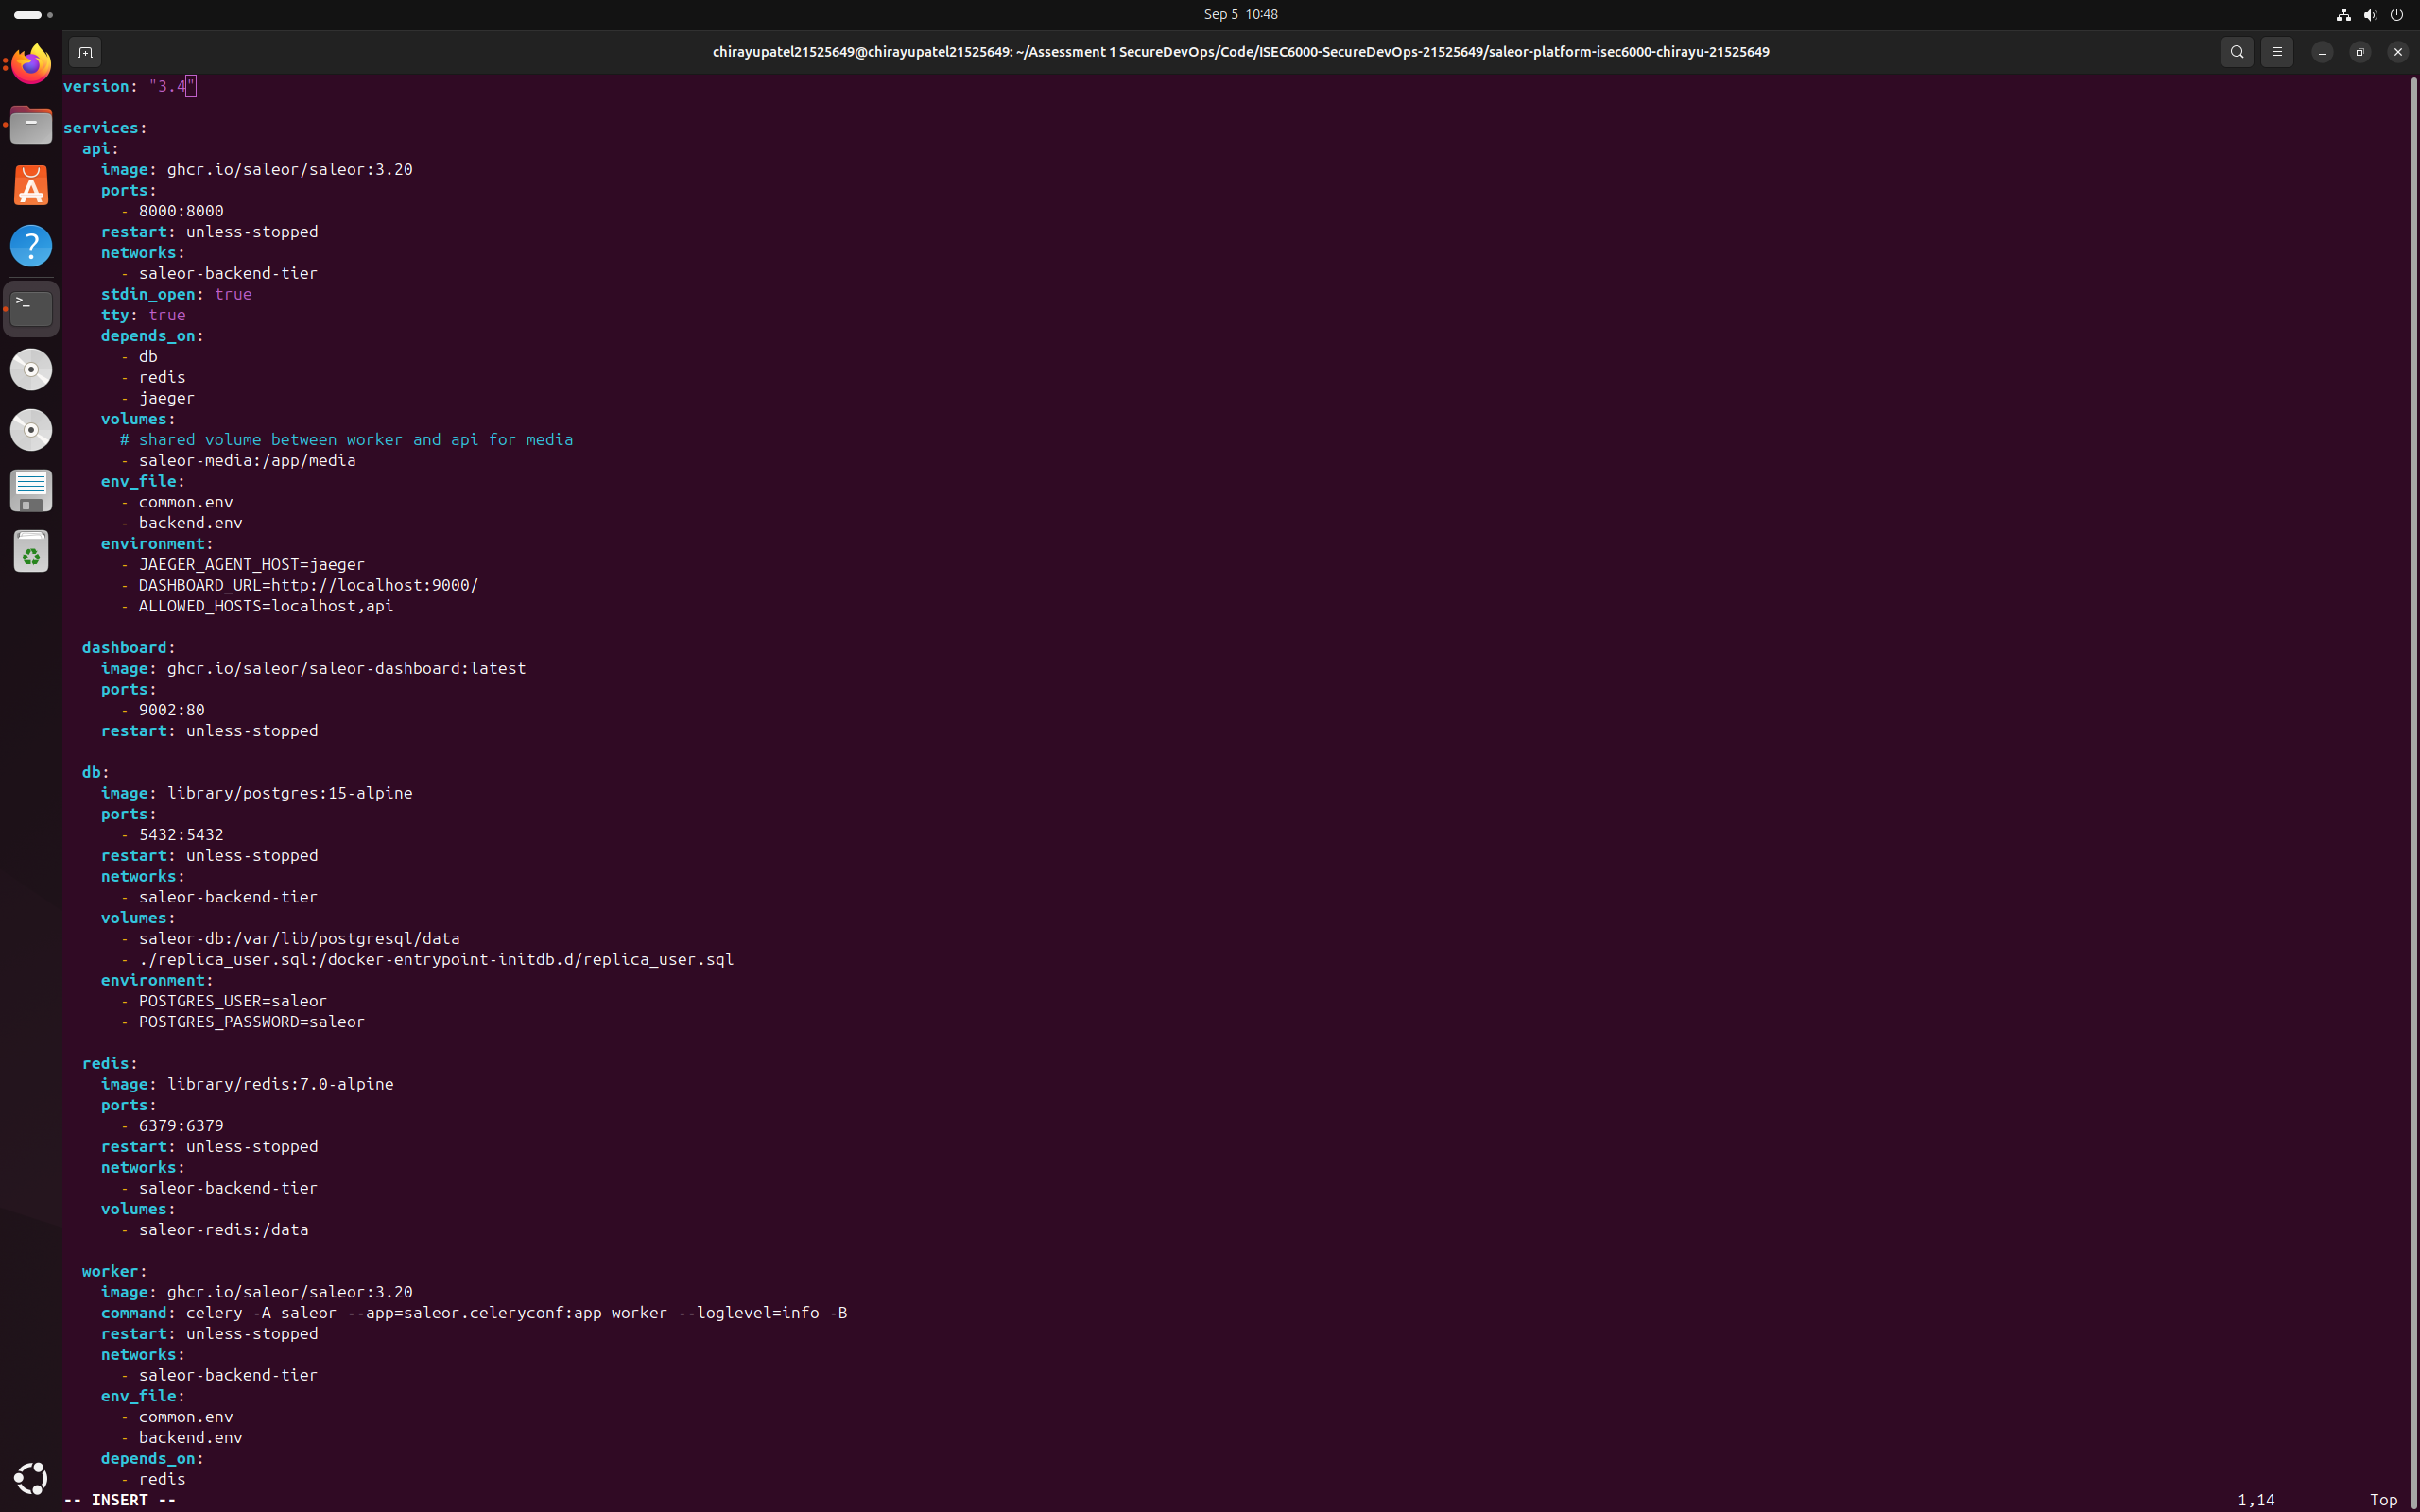 Sep 5 10:48
chirayupatel21525649@chirayupatel21525649: ~/Assessment 1 SecureDevOps/Code/ISEC6000-SecureDevOps-21525649/saleor-platform-isec6000-chirayu-21525649
version: "3.4"
services:
  api:
    image: ghcr.io/saleor/saleor:3.20
    ports:
      - 8000:8000
    restart: unless-stopped
    networks:
      - saleor-backend-tier
    stdin_open: true
    tty: true
    depends_on:
      - db
      - redis
      - jaeger
    volumes:
      # shared volume between worker and api for media
      - saleor-media:/app/media
    env_file:
      - common.env
      - backend.env
    environment:
      - JAEGER_AGENT_HOST=jaeger
      - DASHBOARD_URL=http://localhost:9000/
      - ALLOWED_HOSTS=localhost,api
  dashboard:
    image: ghcr.io/saleor/saleor-dashboard:latest
    ports:
      - 9002:80
    restart: unless-stopped
  db:
    image: library/postgres:15-alpine
    ports:
      - 5432:5432
    restart: unless-stopped
    networks:
      - saleor-backend-tier
    volumes:
      - saleor-db:/var/lib/postgresql/data
      - ./replica_user.sql:/docker-entrypoint-initdb.d/replica_user.sql
    environment:
      - POSTGRES_USER=saleor
      - POSTGRES_PASSWORD=saleor
  redis:
    image: library/redis:7.0-alpine
    ports:
      - 6379:6379
    restart: unless-stopped
    networks:
      - saleor-backend-tier
    volumes:
      - saleor-redis:/data
  worker:
    image: ghcr.io/saleor/saleor:3.20
    command: celery -A saleor --app=saleor.celeryconf:app worker --loglevel=info -B
    restart: unless-stopped
    networks:
      - saleor-backend-tier
    env_file:
      - common.env
      - backend.env
    depends_on:
      - redis
-- INSERT -- 1,14 Top